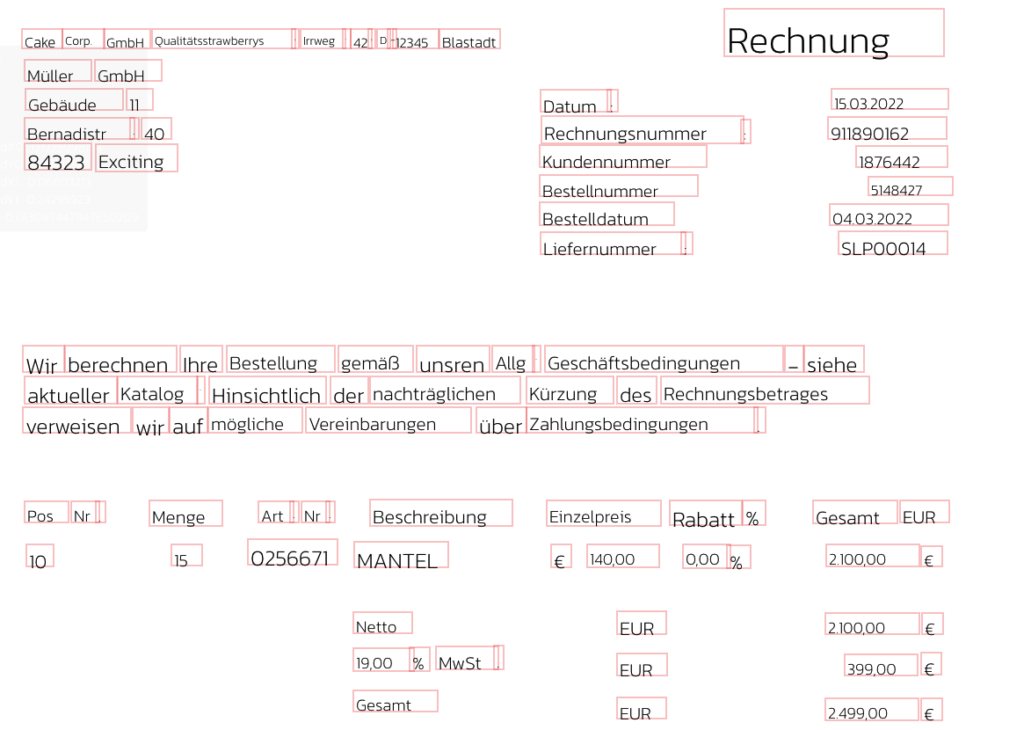 Cake Corp. GmbH Qualitätsstrawberrys . Irrweg 42 . D - 12345 Blastadt
Rechnung
Müller GmbH
Gebäude 11
Bernadistr. 40
84323 Exciting
Datum : 15.03.2022
Rechnungsnummer : 911890162
Kundennummer 1876442
Bestellnummer 5148427
Bestelldatum 04.03.2022
Liefernummer : SLP00014
Wir berechnen Ihre Bestellung gemäß unsren Allg. Geschäftsbedingungen – siehe
aktueller Katalog. Hinsichtlich der nachträglichen Kürzung des Rechnungsbetrages
verweisen wir auf mögliche Vereinbarungen über Zahlungsbedingungen.
Pos Nr. Menge Art. Nr. Beschreibung Einzelpreis Rabatt % Gesamt EUR
10 15 0256671 MANTEL € 140,00 0,00 % 2.100,00 €
Netto EUR 2.100,00 €
19,00 % MwSt. EUR 399,00 €
Gesamt EUR 2.499,00 €